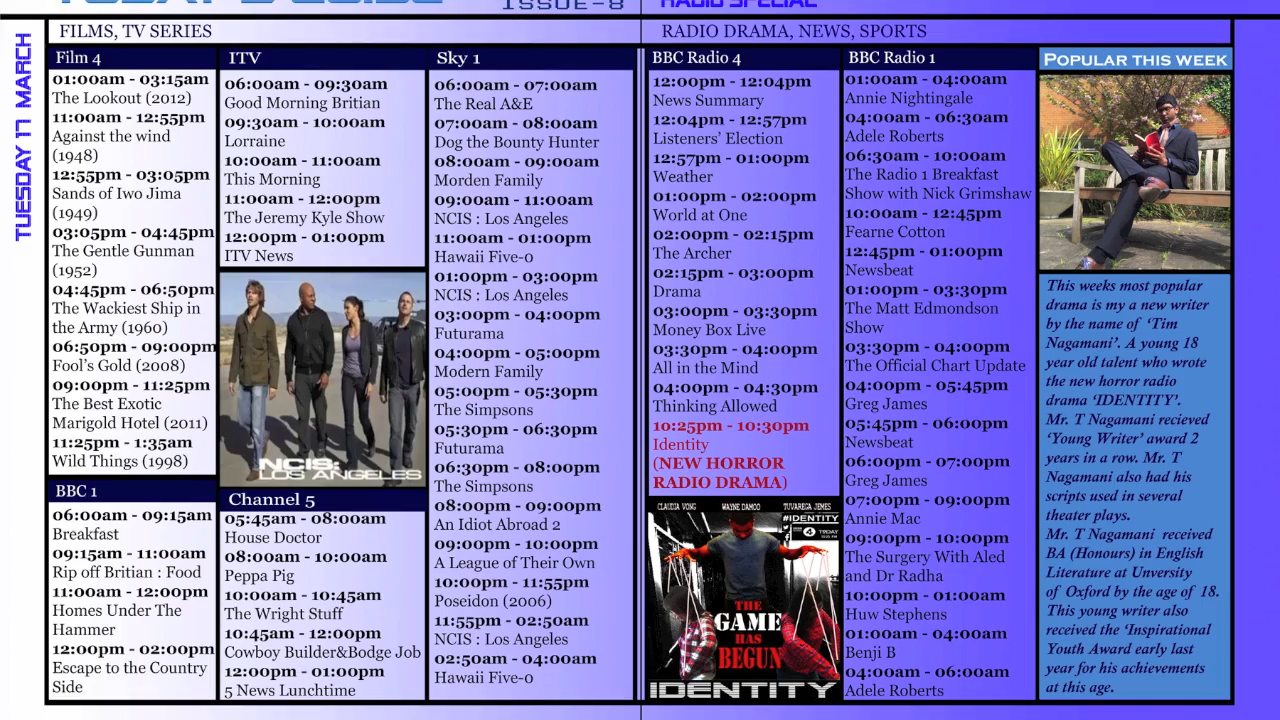 TODAY'S GUIDE
ISSUE-8
RADIO SPECIAL
TUESDAY 17 MARCH
FILMS, TV SERIES
Film 4
01:00am - 03:15am
The Lookout (2012)
11:00am - 12:55pm
Against the wind
(1948)
12:55pm - 03:05pm
Sands of Iwo Jima
(1949)
03:05pm - 04:45pm
The Gentle Gunman
(1952)
04:45pm - 06:50pm
The Wackiest Ship in
the Army (1960)
06:50pm - 09:00pm
Fool's Gold (2008)
09:00pm - 11:25pm
The Best Exotic
Marigold Hotel (2011)
11:25pm - 1:35am
Wild Things (1998)
BBC 1
06:00am - 09:15am
Breakfast
09:15am - 11:00am
Rip off Britian : Food
11:00am - 12:00pm
Homes Under The
Hammer
12:00pm - 02:00pm
Escape to the Country
Side
ITV
06:00am - 09:30am
Good Morning Britian
09:30am - 10:00am
Lorraine
10:00am - 11:00am
This Morning
11:00am - 12:00pm
The Jeremy Kyle Show
12:00pm - 01:00pm
ITV News
NCIS:
LOS ANGELES
Channel 5
05:45am - 08:00am
House Doctor
08:00am - 10:00am
Peppa Pig
10:00am - 10:45am
The Wright Stuff
10:45am - 12:00pm
Cowboy Builder&Bodge Job
12:00pm - 01:00pm
5 News Lunchtime
Sky 1
06:00am - 07:00am
The Real A&E
07:00am - 08:00am
Dog the Bounty Hunter
08:00am - 09:00am
Morden Family
09:00am - 11:00am
NCIS : Los Angeles
11:00am - 01:00pm
Hawaii Five-0
01:00pm - 03:00pm
NCIS : Los Angeles
03:00pm - 04:00pm
Futurama
04:00pm - 05:00pm
Modern Family
05:00pm - 05:30pm
The Simpsons
05:30pm - 06:30pm
Futurama
06:30pm - 08:00pm
The Simpsons
08:00pm - 09:00pm
An Idiot Abroad 2
09:00pm - 10:00pm
A League of Their Own
10:00pm - 11:55pm
Poseidon (2006)
11:55pm - 02:50am
NCIS : Los Angeles
02:50am - 04:00am
Hawaii Five-0
RADIO DRAMA, NEWS, SPORTS
BBC Radio 4
12:00pm - 12:04pm
News Summary
12:04pm - 12:57pm
Listeners' Election
12:57pm - 01:00pm
Weather
01:00pm - 02:00pm
World at One
02:00pm - 02:15pm
The Archer
02:15pm - 03:00pm
Drama
03:00pm - 03:30pm
Money Box Live
03:30pm - 04:00pm
All in the Mind
04:00pm - 04:30pm
Thinking Allowed
10:25pm - 10:30pm
Identity
(NEW HORROR
RADIO DRAMA)
CLAUDIA VONG WAYNE DAMCO TUVAREGA JEMES
#IDENTITY
4 TODAY
THE
GAME
HAS
BEGUN
IDENTITY
BBC Radio 1
01:00am - 04:00am
Annie Nightingale
04:00am - 06:30am
Adele Roberts
06:30am - 10:00am
The Radio 1 Breakfast
Show with Nick Grimshaw
10:00am - 12:45pm
Fearne Cotton
12:45pm - 01:00pm
Newsbeat
01:00pm - 03:30pm
The Matt Edmondson
Show
03:30pm - 04:00pm
The Official Chart Update
04:00pm - 05:45pm
Greg James
05:45pm - 06:00pm
Newsbeat
06:00pm - 07:00pm
Greg James
07:00pm - 09:00pm
Annie Mac
09:00pm - 10:00pm
The Surgery With Aled
and Dr Radha
10:00pm - 01:00am
Huw Stephens
01:00am - 04:00am
Benji B
04:00am - 06:00am
Adele Roberts
POPULAR THIS WEEK
This weeks most popular
drama is my a new writer
by the name of 'Tim
Nagamani'. A young 18
year old talent who wrote
the new horror radio
drama 'IDENTITY'.
Mr. T Nagamani recieved
'Young Writer' award 2
years in a row. Mr. T
Nagamani also had his
scripts used in several
theater plays.
Mr. T Nagamani received
BA (Honours) in English
Literature at Unversity
of Oxford by the age of 18.
This young writer also
received the 'Inspirational
Youth Award early last
year for his achievements
at this age.